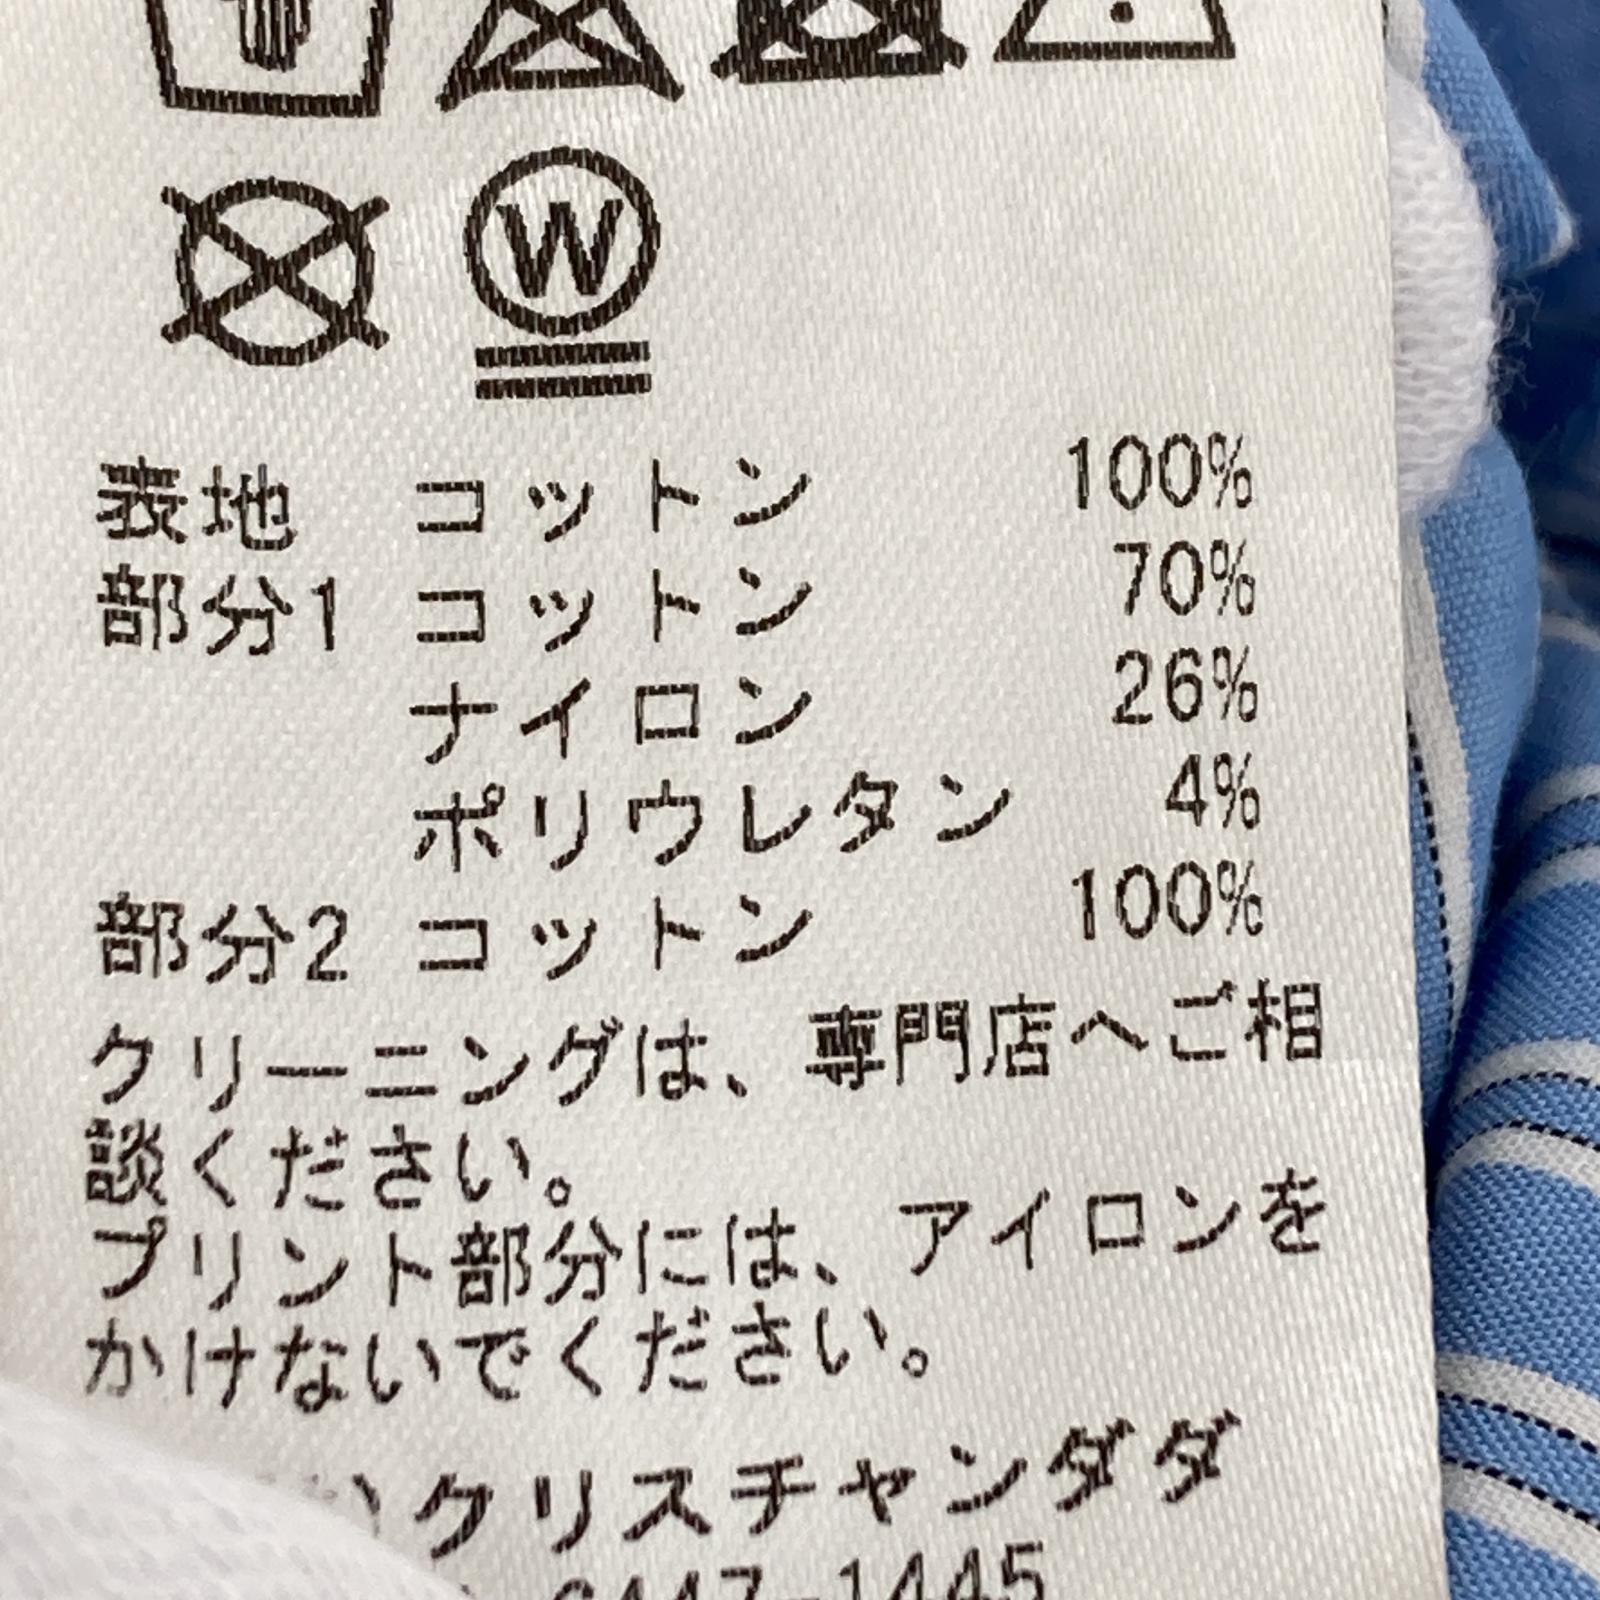 W
表地 コットン 100%
部分1 コットン 70%
ナイロン 26%
ポリウレタン 4%
部分2 コットン 100%
クリーニングは、専門店へご相
談ください。
プリント部分には、アイロンを
かけないでください。
クリスチャンダダ
6447-1445